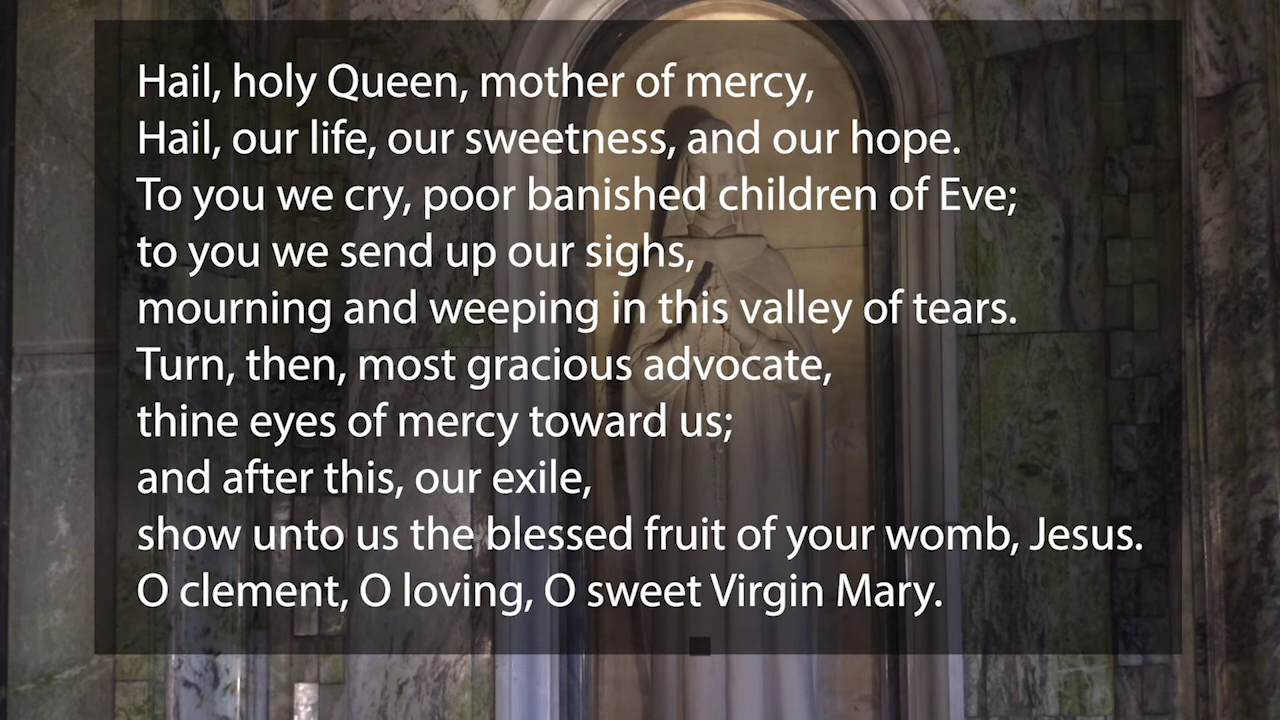 Hail, holy Queen, mother of mercy,
Hail, our life, our sweetness, and our hope.
To you we cry, poor banished children of Eve;
to you we send up our sighs,
mourning and weeping in this valley of tears.
Turn, then, most gracious advocate,
thine eyes of mercy toward us;
and after this, our exile,
show unto us the blessed fruit of your womb, Jesus.
O clement, O loving, O sweet Virgin Mary.